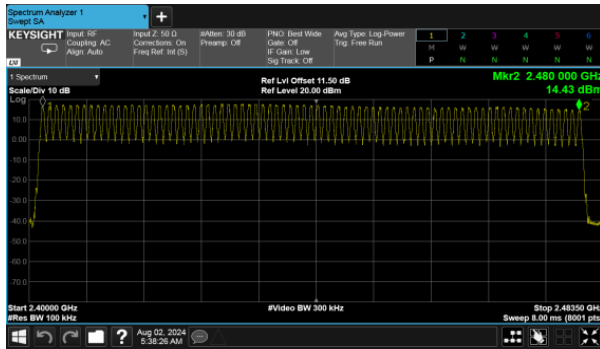 Spectrum Analyzer 1
Swept SA
+
KEYSIGHT
Input: RF
Coupling: AC
Align: Auto
Input Z: 50 Ω
Corrections: On
Freq Ref: Int (S)
#Atten: 30 dB
Preamp: Off
PNO: Best Wide
Gate: Off
IF Gain: Low
Sig Track: Off
Avg Type: Log-Power
Trig: Free Run
1 2 3 4 5 6
M W W W W W
P N N N N N
LXI
1 Spectrum
Scale/Div 10 dB
Ref Lvl Offset 11.50 dB
Ref Level 20.00 dBm
Mkr2 2.480 000 GHz
14.43 dBm
Log
1
2
10.0
0.00
-10.0
-20.0
-30.0
-40.0
-50.0
-60.0
-70.0
Start 2.40000 GHz
#Res BW 100 kHz
#Video BW 300 kHz
Stop 2.48350 GHz
Sweep 8.00 ms (8001 pts)
?
Aug 02, 2024
5:38:26 AM